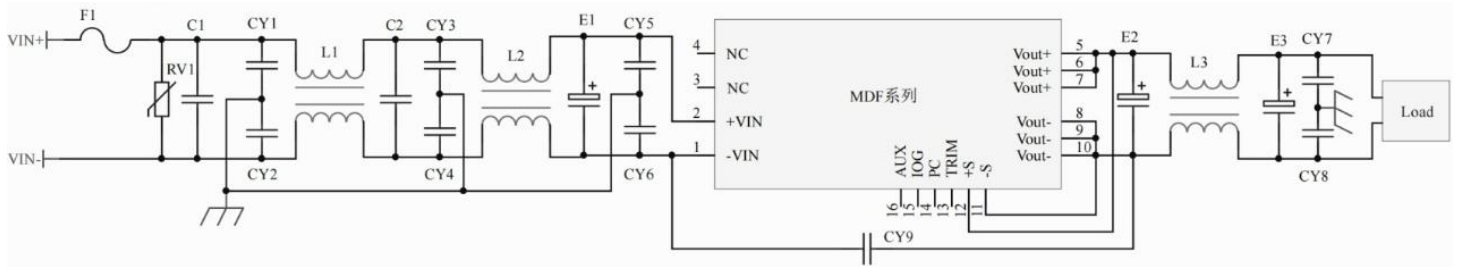 F1
VIN+
VIN-
RV1
C1
CY1
CY2
L1
C2
CY3
CY4
L2
E1
CY5
CY6
4 NC
3 NC
2 +VIN
1 -VIN
MDF系列
Vout+ 5
Vout+ 6
Vout+ 7
Vout- 8
Vout- 9
Vout- 10
AUX 16
IOG 15
PC 14
TRIM 13
+S 12
-S 11
CY9
E2
L3
E3
CY7
CY8
Load